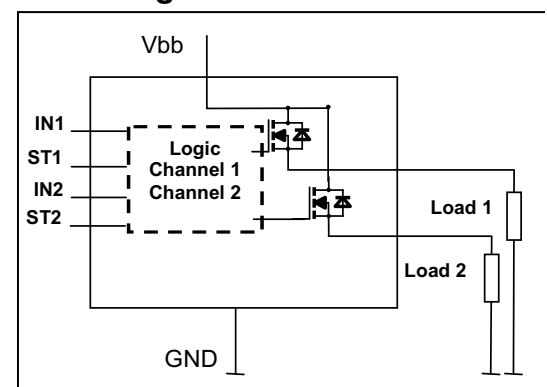 Vbb
IN1
ST1
IN2
ST2
Logic
Channel 1
Channel 2
Load 1
Load 2
GND